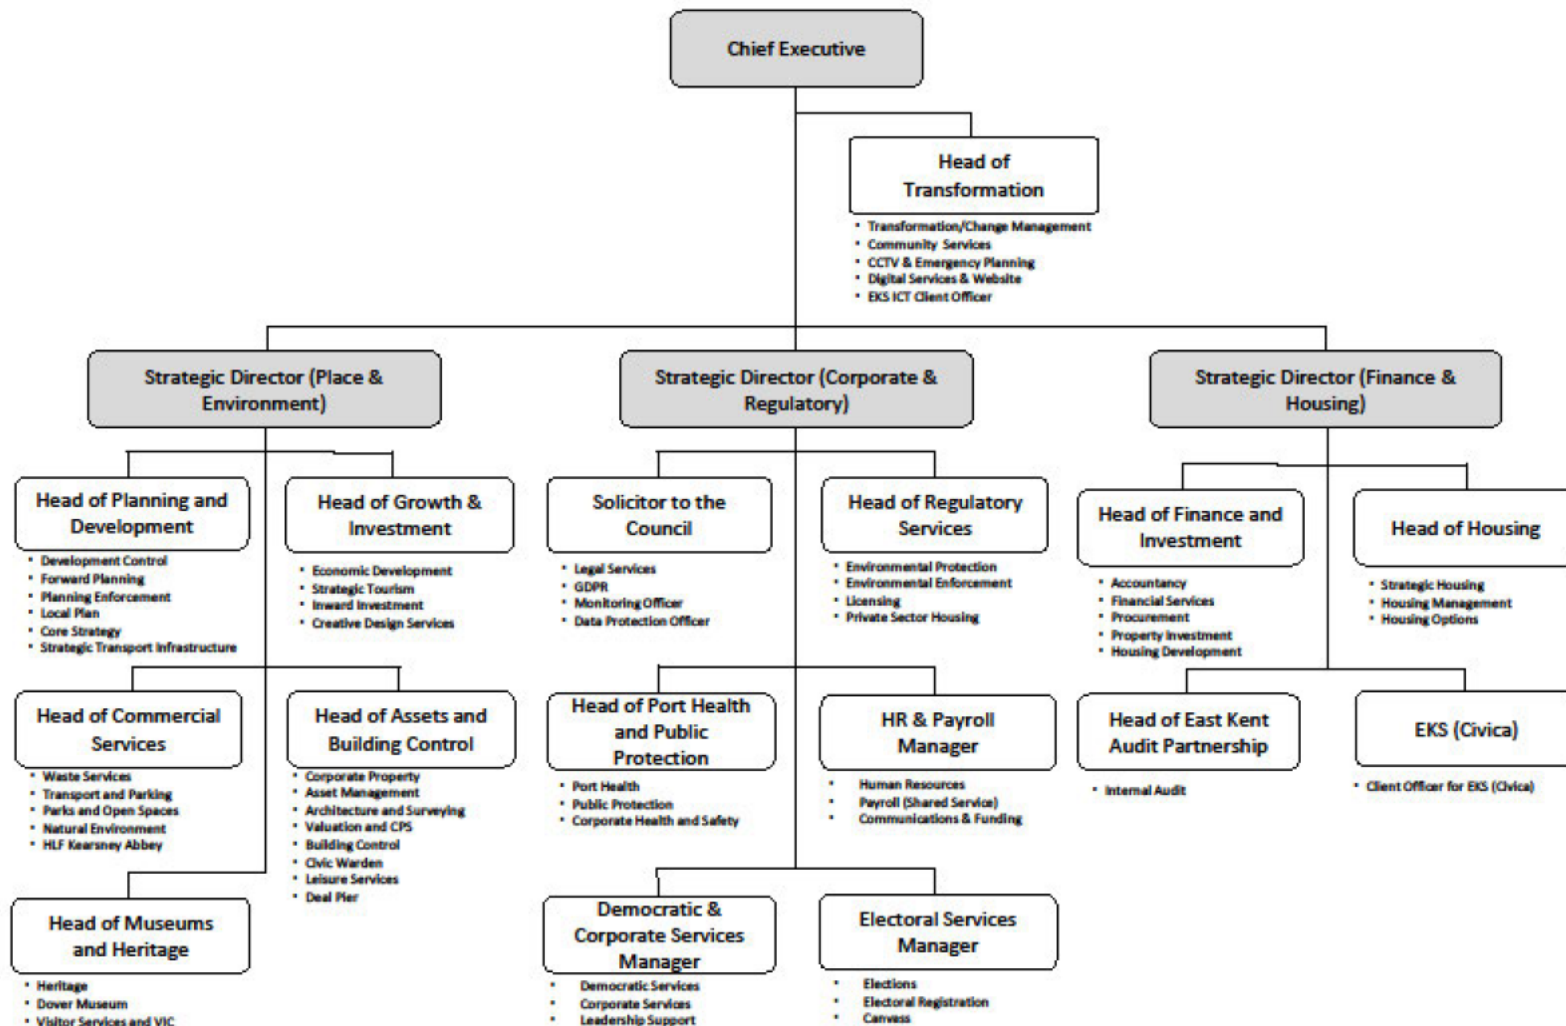 Chief Executive
Head of
Transformation
▪ Transformation/Change Management
▪ Community Services
▪ CCTV & Emergency Planning
▪ Digital Services & Website
▪ EKS ICT Client Officer
Strategic Director (Place &
Environment)
Strategic Director (Corporate &
Regulatory)
Strategic Director (Finance &
Housing)
Head of Planning and
Development
▪ Development Control
▪ Forward Planning
▪ Planning Enforcement
▪ Local Plan
▪ Core Strategy
▪ Strategic Transport Infrastructure
Head of Growth &
Investment
▪ Economic Development
▪ Strategic Tourism
▪ Inward Investment
▪ Creative Design Services
Solicitor to the
Council
▪ Legal Services
▪ GDPR
▪ Monitoring Officer
▪ Data Protection Officer
Head of Regulatory
Services
▪ Environmental Protection
▪ Environmental Enforcement
▪ Licensing
▪ Private Sector Housing
Head of Finance and
Investment
▪ Accountancy
▪ Financial Services
▪ Procurement
▪ Property Investment
▪ Housing Development
Head of Housing
▪ Strategic Housing
▪ Housing Management
▪ Housing Options
Head of Commercial
Services
▪ Waste Services
▪ Transport and Parking
▪ Parks and Open Spaces
▪ Natural Environment
▪ HLF Kearsney Abbey
Head of Assets and
Building Control
▪ Corporate Property
▪ Asset Management
▪ Architecture and Surveying
▪ Valuation and CPS
▪ Building Control
▪ Civic Warden
▪ Leisure Services
▪ Deal Pier
Head of Port Health
and Public
Protection
▪ Port Health
▪ Public Protection
▪ Corporate Health and Safety
HR & Payroll
Manager
▪ Human Resources
▪ Payroll (Shared Service)
▪ Communications & Funding
Head of East Kent
Audit Partnership
▪ Internal Audit
EKS (Civica)
▪ Client Officer for EKS (Civica)
Head of Museums
and Heritage
▪ Heritage
▪ Dover Museum
▪ Visitor Services and VIC
Democratic &
Corporate Services
Manager
▪ Democratic Services
▪ Corporate Services
▪ Leadership Support
Electoral Services
Manager
▪ Elections
▪ Electoral Registration
▪ Canvass